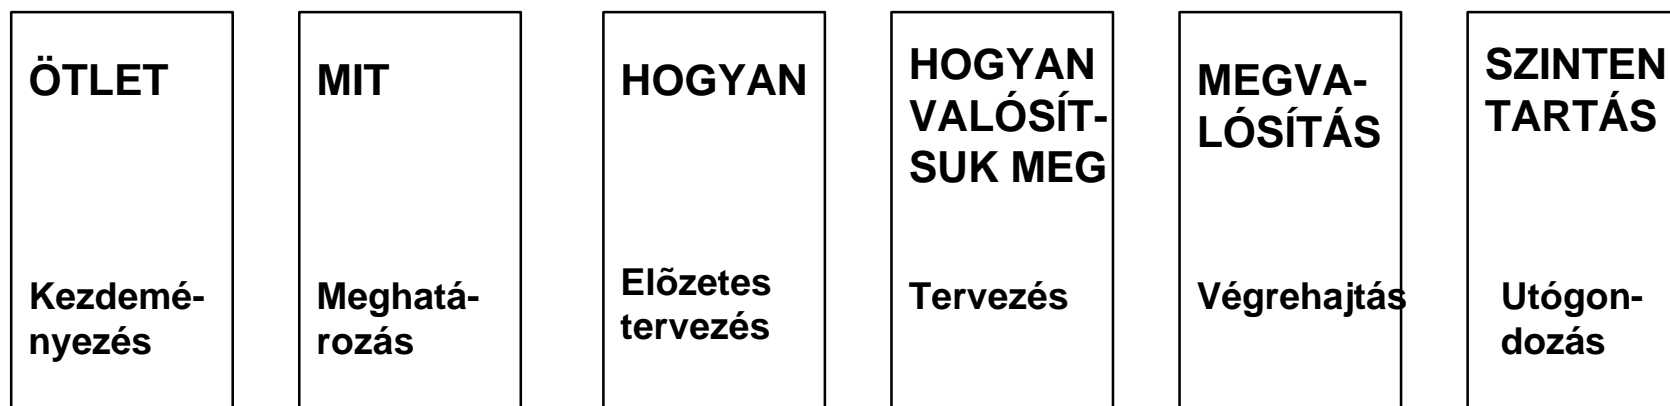 ÖTLET
Kezdemé-
nyezés
MIT
Meghatá-
rozás
HOGYAN
Elõzetes
tervezés
HOGYAN
VALÓSÍT-
SUK MEG
Tervezés
MEGVA-
LÓSÍTÁS
Végrehajtás
SZINTEN
TARTÁS
Utógon-
dozás